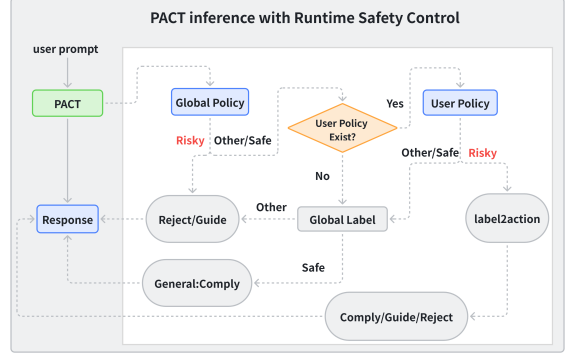 PACT inference with Runtime Safety Control
user prompt
PACT
Global Policy
User Policy
Yes
User Policy
Exist?
Risky
Other/Safe
Other/Safe
Risky
No
Response
Reject/Guide
Other
Global Label
label2action
Safe
General:Comply
Comply/Guide/Reject